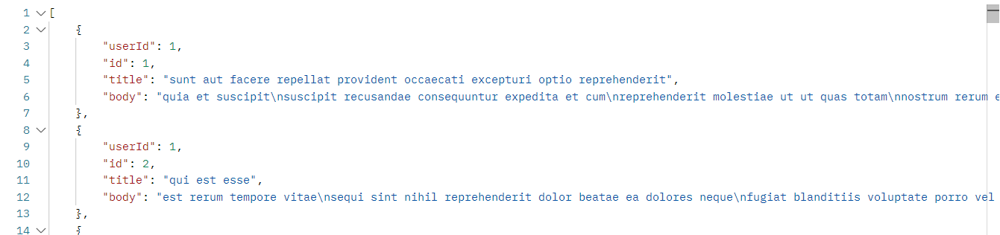 1 [
2 {
3 "userId": 1,
4 "id": 1,
5 "title": "sunt aut facere repellat provident occaecati excepturi optio reprehenderit",
6 "body": "quia et suscipit\nsuscipit recusandae consequuntur expedita et cum\nreprehenderit molestiae ut ut quas totam\nnostrum rerum e
7 },
8 {
9 "userId": 1,
10 "id": 2,
11 "title": "qui est esse",
12 "body": "est rerum tempore vitae\nsequi sint nihil reprehenderit dolor beatae ea dolores neque\nfugiat blanditiis voluptate porro vel
13 },
14 {